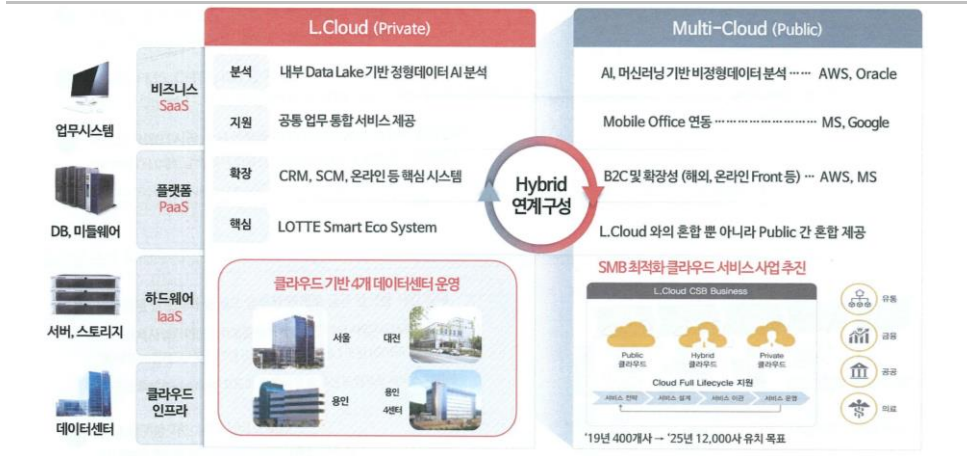 L.Cloud (Private)
Multi-Cloud (Public)
업무시스템
비즈니스
SaaS
분석
내부 Data Lake 기반 정형데이터 AI 분석
지원
공통 업무 통합 서비스 제공
AI, 머신러닝 기반 비정형데이터 분석 ⋯⋯ AWS, Oracle
Mobile Office 연동 ⋯⋯⋯⋯⋯⋯⋯⋯ MS, Google
Hybrid
연계구성
DB, 미들웨어
플랫폼
PaaS
확장
CRM, SCM, 온라인 등 핵심 시스템
핵심
LOTTE Smart Eco System
B2C 및 확장성 (해외, 온라인 Front 등) ⋯ AWS, MS
L.Cloud 와의 혼합 뿐 아니라 Public 간 혼합 제공
서버, 스토리지
하드웨어
IaaS
데이터센터
클라우드
인프라
클라우드 기반 4개 데이터센터 운영
서울
대전
용인
용인
4센터
SMB 최적화 클라우드 서비스 사업 추진
L.Cloud CSB Business
Public
클라우드
Hybrid
클라우드
Private
클라우드
Cloud Full Lifecycle 지원
서비스 전략
서비스 설계
서비스 이관
서비스 운영
유통
금융
공공
의료
'19년 400개사 → '25년 12,000사 유치 목표